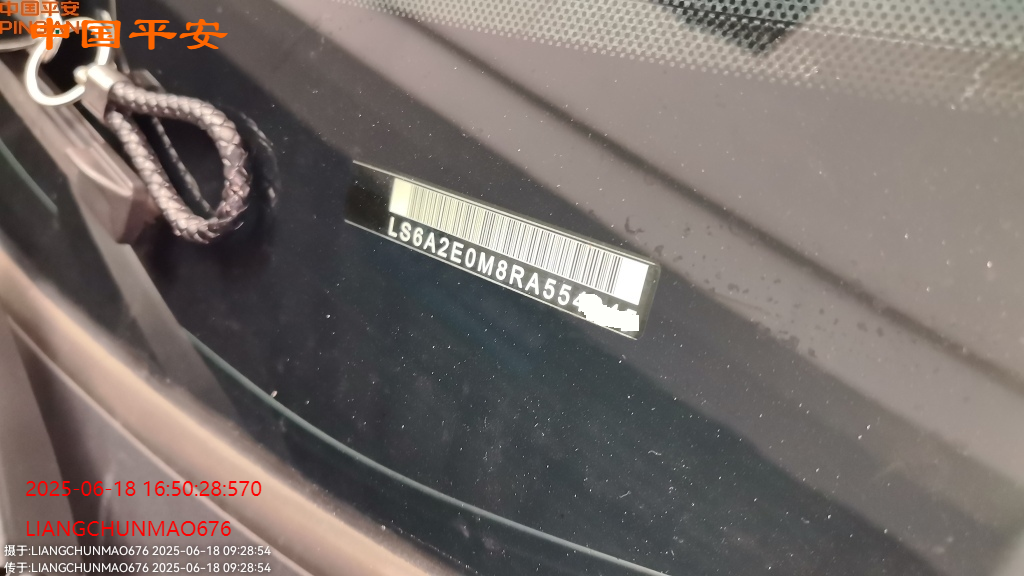 中国平安
PINGAN
中国平安
LS6A2E0M8RA554
2025-06-18 16:50:28:570
LIANGCHUNMAO676
摄于:LIANGCHUNMAO676 2025-06-18 09:28:54
传于:LIANGCHUNMAO676 2025-06-18 09:28:54